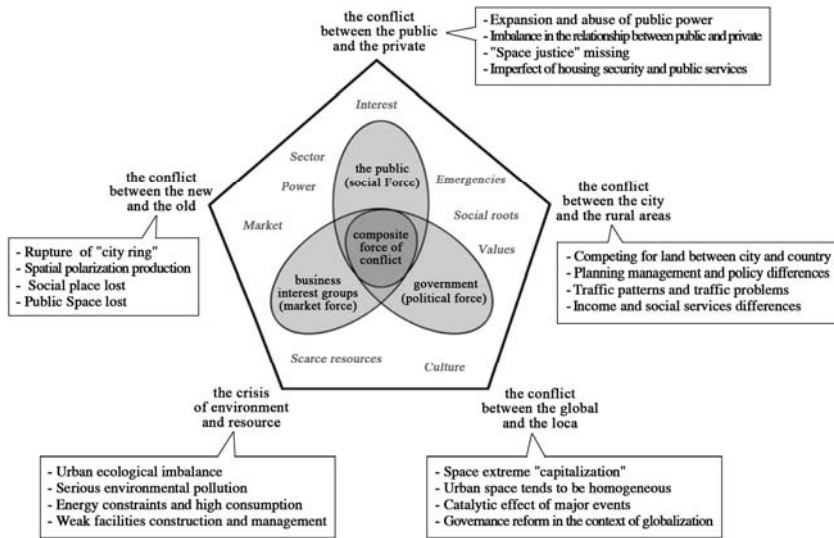 the conflict
between the public
and the private
- Expansion and abuse of public power
- Imbalance in the relationship between public and private
- "Space justice" missing
- Imperfect of housing security and public services
Interest
Sector
Power
Market
the public
(social Force)
Emergencies
Social roots
Values
composite
force of
conflict
business
interest groups
(market force)
government
(political force)
Scarce resources
Culture
the conflict
between the new
and the old
- Rupture of "city ring"
- Spatial polarization production
- Social place lost
- Public Space lost
the conflict
between the city
and the rural areas
- Competing for land between city and country
- Planning management and policy differences
- Traffic patterns and traffic problems
- Income and social services differences
the crisis
of environment
and resource
- Urban ecological imbalance
- Serious environmental pollution
- Energy constraints and high consumption
- Weak facilities construction and management
the conflict
between the global
and the loca
- Space extreme "capitalization"
- Urban space tends to be homogeneous
- Catalytic effect of major events
- Governance reform in the context of globalization